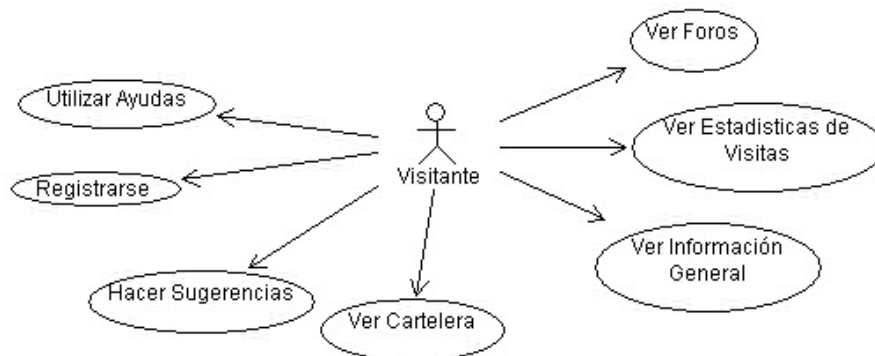 Ver Foros
Utilizar Ayudas
Ver Estadisticas de
Visitas
Visitante
Registrarse
Ver Información
General
Hacer Sugerencias
Ver Cartelera